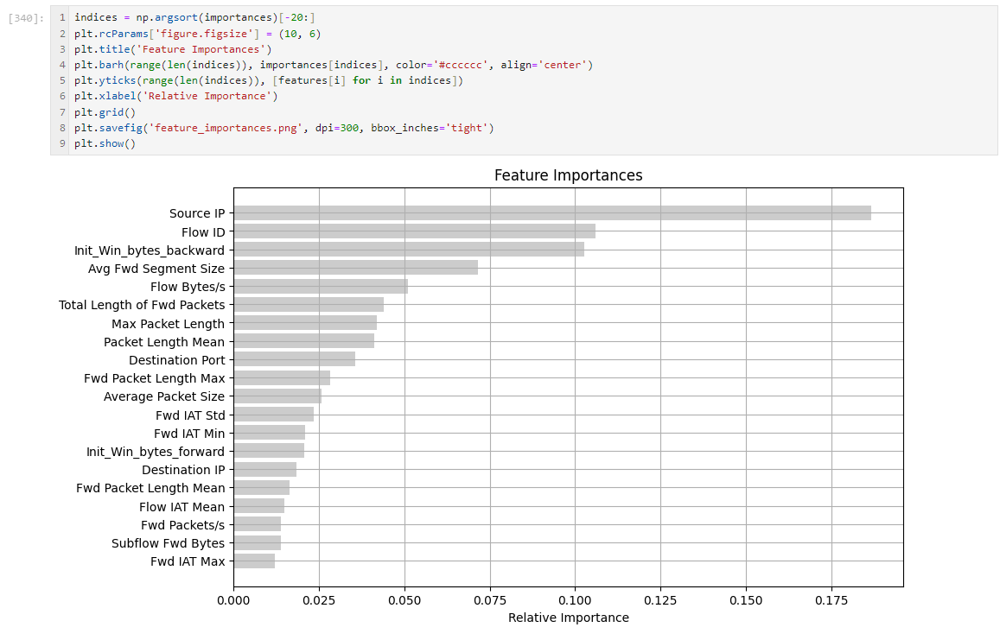 [340]:
1 indices = np.argsort(importances)[-20:]
2 plt.rcParams['figure.figsize'] = (10, 6)
3 plt.title('Feature Importances')
4 plt.barh(range(len(indices)), importances[indices], color='#cccccc', align='center')
5 plt.yticks(range(len(indices)), [features[i] for i in indices])
6 plt.xlabel('Relative Importance')
7 plt.grid()
8 plt.savefig('feature_importances.png', dpi=300, bbox_inches='tight')
9 plt.show()
Feature Importances
Source IP
Flow ID
Init_Win_bytes_backward
Avg Fwd Segment Size
Flow Bytes/s
Total Length of Fwd Packets
Max Packet Length
Packet Length Mean
Destination Port
Fwd Packet Length Max
Average Packet Size
Fwd IAT Std
Fwd IAT Min
Init_Win_bytes_forward
Destination IP
Fwd Packet Length Mean
Flow IAT Mean
Fwd Packets/s
Subflow Fwd Bytes
Fwd IAT Max
0.000 0.025 0.050 0.075 0.100 0.125 0.150 0.175
Relative Importance